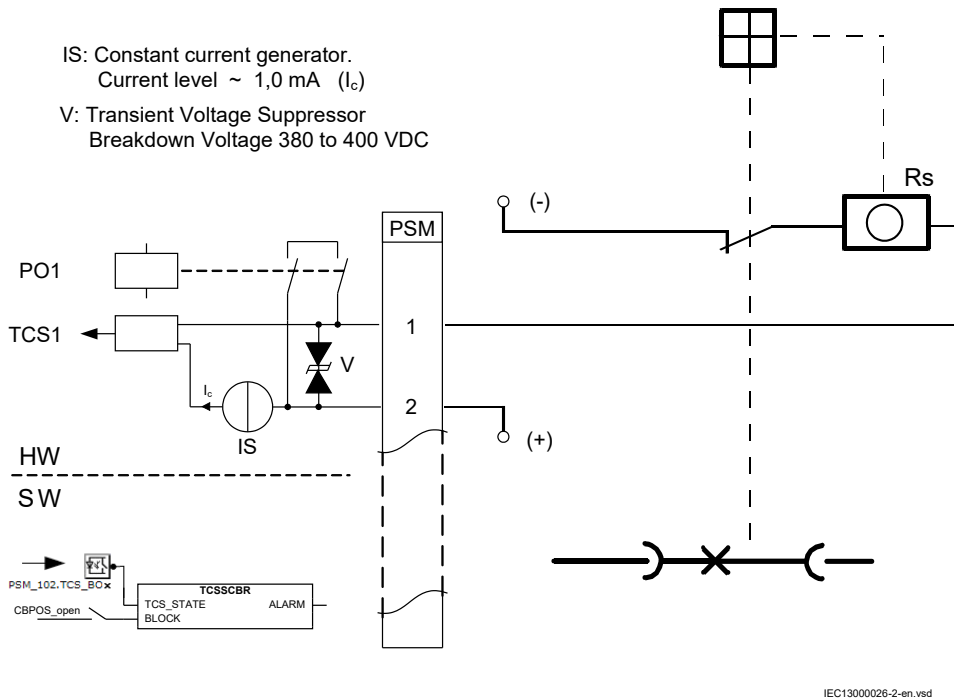 IS: Constant current generator.
Current level ~ 1,0 mA (Ic)
V: Transient Voltage Suppressor
Breakdown Voltage 380 to 400 VDC
Rs
(-)
PSM
PO1
TCS1
1
V
Ic
2
IS
(+)
HW
SW
PSM_102.TCS_BO
TCSSCBR
TCS_STATE
ALARM
CBPOS_open
BLOCK
IEC13000026-2-en.vsd